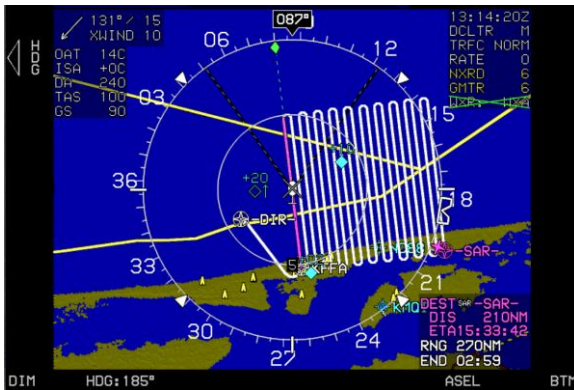 131° / 15
XWIND 10
OAT 14C
ISA +0C
DA 240
TAS 100
GS 90
HDG
087°
13:14:20Z
DCLTR M
TRFC NORM
RATE 0
NXRD 6
GMTR 6
06
12
03
15
+20
36
18
-DIR-
-SAR-
5
KFFA
33
21
30
24
27
DEST SAR -SAR-
DIS 210NM
ETA15:33:42
RNG 270NM
END 02:59
DIM
HDG:185°
ASEL
BTM